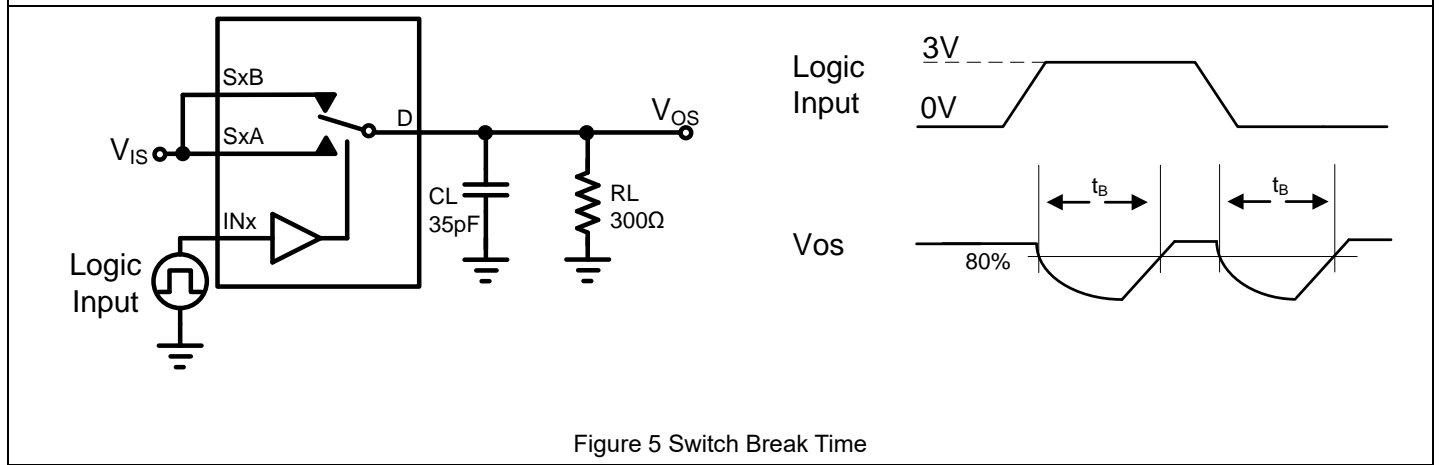 SxB
SxA
V_IS
D
V_OS
INx
CL
35pF
RL
300Ω
Logic
Input
Logic
Input
3V
0V
t_B
t_B
Vos
80%
Figure 5 Switch Break Time